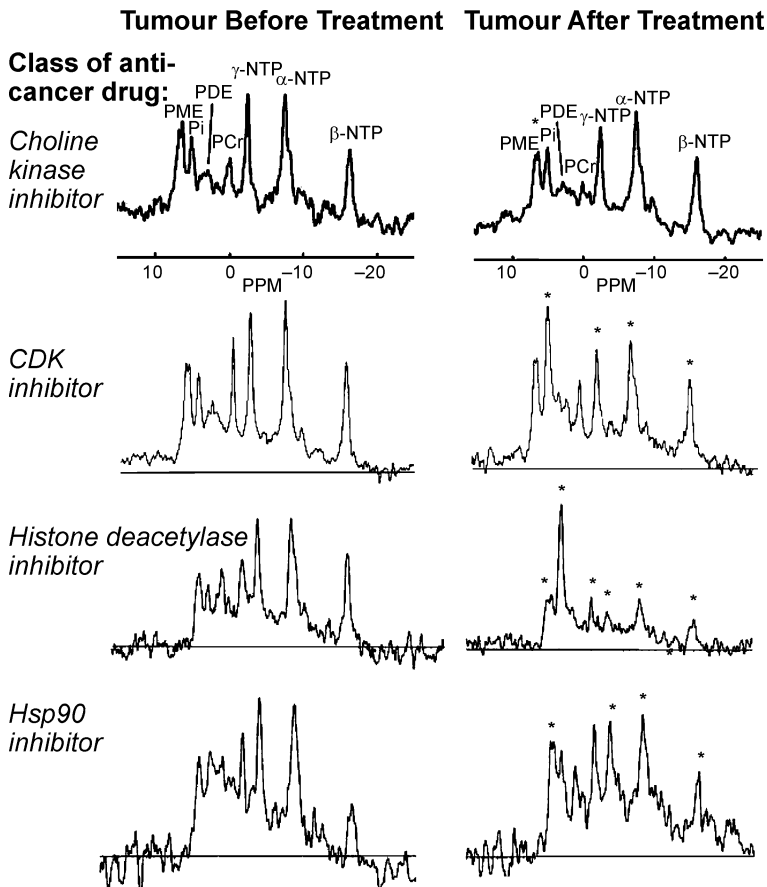 Tumour Before Treatment
Tumour After Treatment
Class of anti-
cancer drug:
Choline
kinase
inhibitor
PME
Pi
PDE
PCr
γ-NTP
α-NTP
β-NTP
*
PME
Pi
PDE
PCr
γ-NTP
α-NTP
β-NTP
10 0 −10 −20
PPM
10 0 −10 −20
PPM
CDK
inhibitor
* * * *
Histone deacetylase
inhibitor
* * * * * * *
Hsp90
inhibitor
* * * *